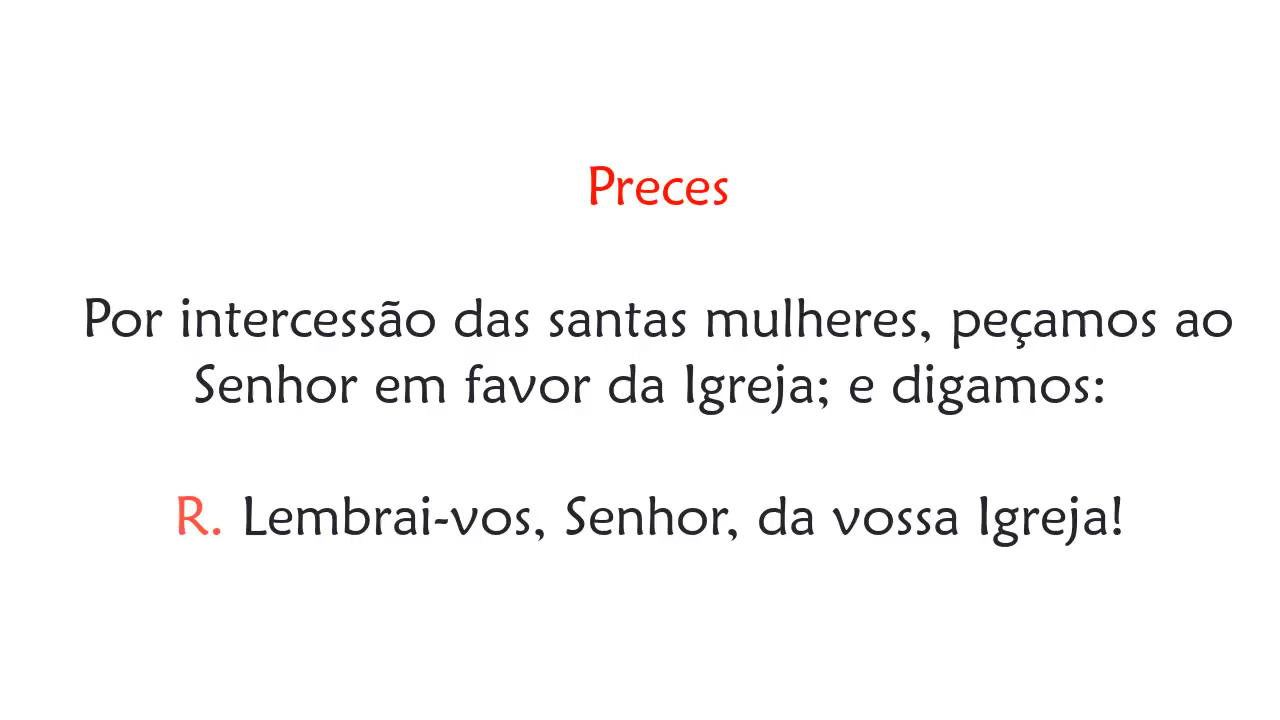 Preces
Por intercessão das santas mulheres, peçamos ao
Senhor em favor da Igreja; e digamos:
R. Lembrai-vos, Senhor, da vossa Igreja!